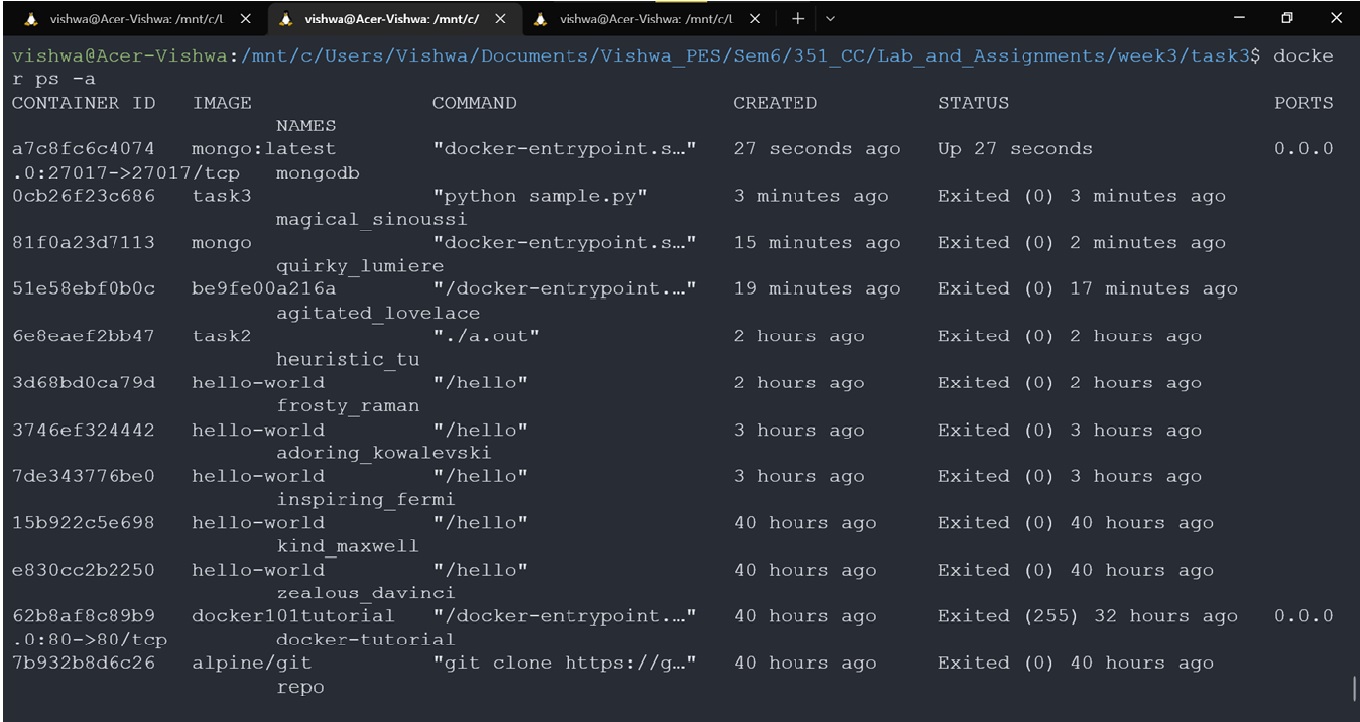 vishwa@Acer-Vishwa: /mnt/c/l
vishwa@Acer-Vishwa: /mnt/c/
vishwa@Acer-Vishwa: /mnt/c/l
vishwa@Acer-Vishwa:/mnt/c/Users/Vishwa/Documents/Vishwa_PES/Sem6/351_CC/Lab_and_Assignments/week3/task3$ docke
r ps -a
CONTAINER ID   IMAGE               COMMAND                  CREATED          STATUS                      PORTS
                      NAMES
a7c8fc6c4074   mongo:latest        "docker-entrypoint.s…"   27 seconds ago   Up 27 seconds               0.0.0
.0:27017->27017/tcp   mongodb
0cb26f23c686   task3               "python sample.py"       3 minutes ago    Exited (0) 3 minutes ago
                      magical_sinoussi
81f0a23d7113   mongo               "docker-entrypoint.s…"   15 minutes ago   Exited (0) 2 minutes ago
                      quirky_lumiere
51e58ebf0b0c   be9fe00a216a        "/docker-entrypoint.…"   19 minutes ago   Exited (0) 17 minutes ago
                      agitated_lovelace
6e8eaef2bb47   task2               "./a.out"                2 hours ago      Exited (0) 2 hours ago
                      heuristic_tu
3d68bd0ca79d   hello-world         "/hello"                 2 hours ago      Exited (0) 2 hours ago
                      frosty_raman
3746ef324442   hello-world         "/hello"                 3 hours ago      Exited (0) 3 hours ago
                      adoring_kowalevski
7de343776be0   hello-world         "/hello"                 3 hours ago      Exited (0) 3 hours ago
                      inspiring_fermi
15b922c5e698   hello-world         "/hello"                 40 hours ago     Exited (0) 40 hours ago
                      kind_maxwell
e830cc2b2250   hello-world         "/hello"                 40 hours ago     Exited (0) 40 hours ago
                      zealous_davinci
62b8af8c89b9   docker101tutorial   "/docker-entrypoint.…"   40 hours ago     Exited (255) 32 hours ago   0.0.0
.0:80->80/tcp         docker-tutorial
7b932b8d6c26   alpine/git          "git clone https://g…"   40 hours ago     Exited (0) 40 hours ago
                      repo